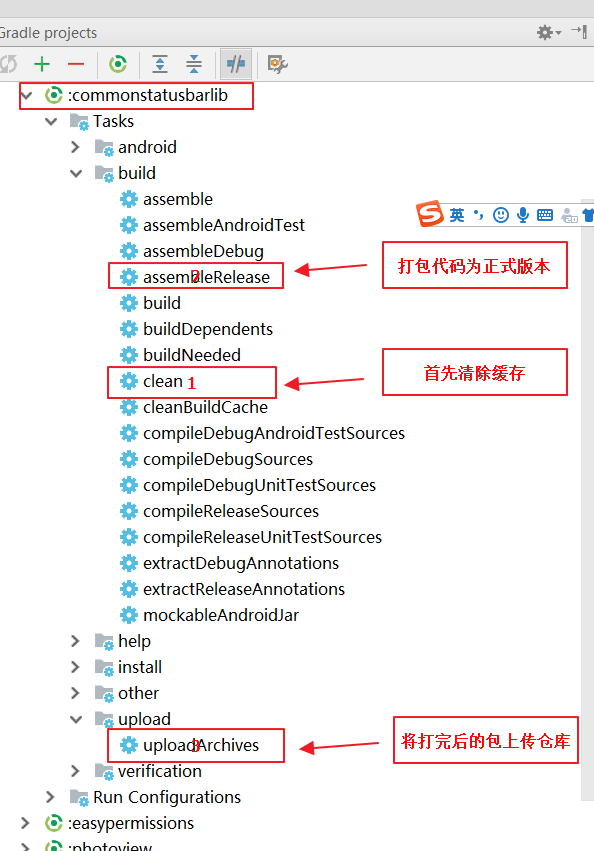 Gradle projects
:commonstatusbarlib
Tasks
android
build
assemble
assembleAndroidTest
英
assembleDebug
打包代码为正式版本
assembleRelease
2
build
buildDependents
buildNeeded
首先清除缓存
clean 1
cleanBuildCache
compileDebugAndroidTestSources
compileDebugSources
compileDebugUnitTestSources
compileReleaseSources
compileReleaseUnitTestSources
extractDebugAnnotations
extractReleaseAnnotations
mockableAndroidJar
help
install
other
upload
将打完后的包上传仓库
uploadArchives
3
verification
Run Configurations
:easypermissions
:photoview